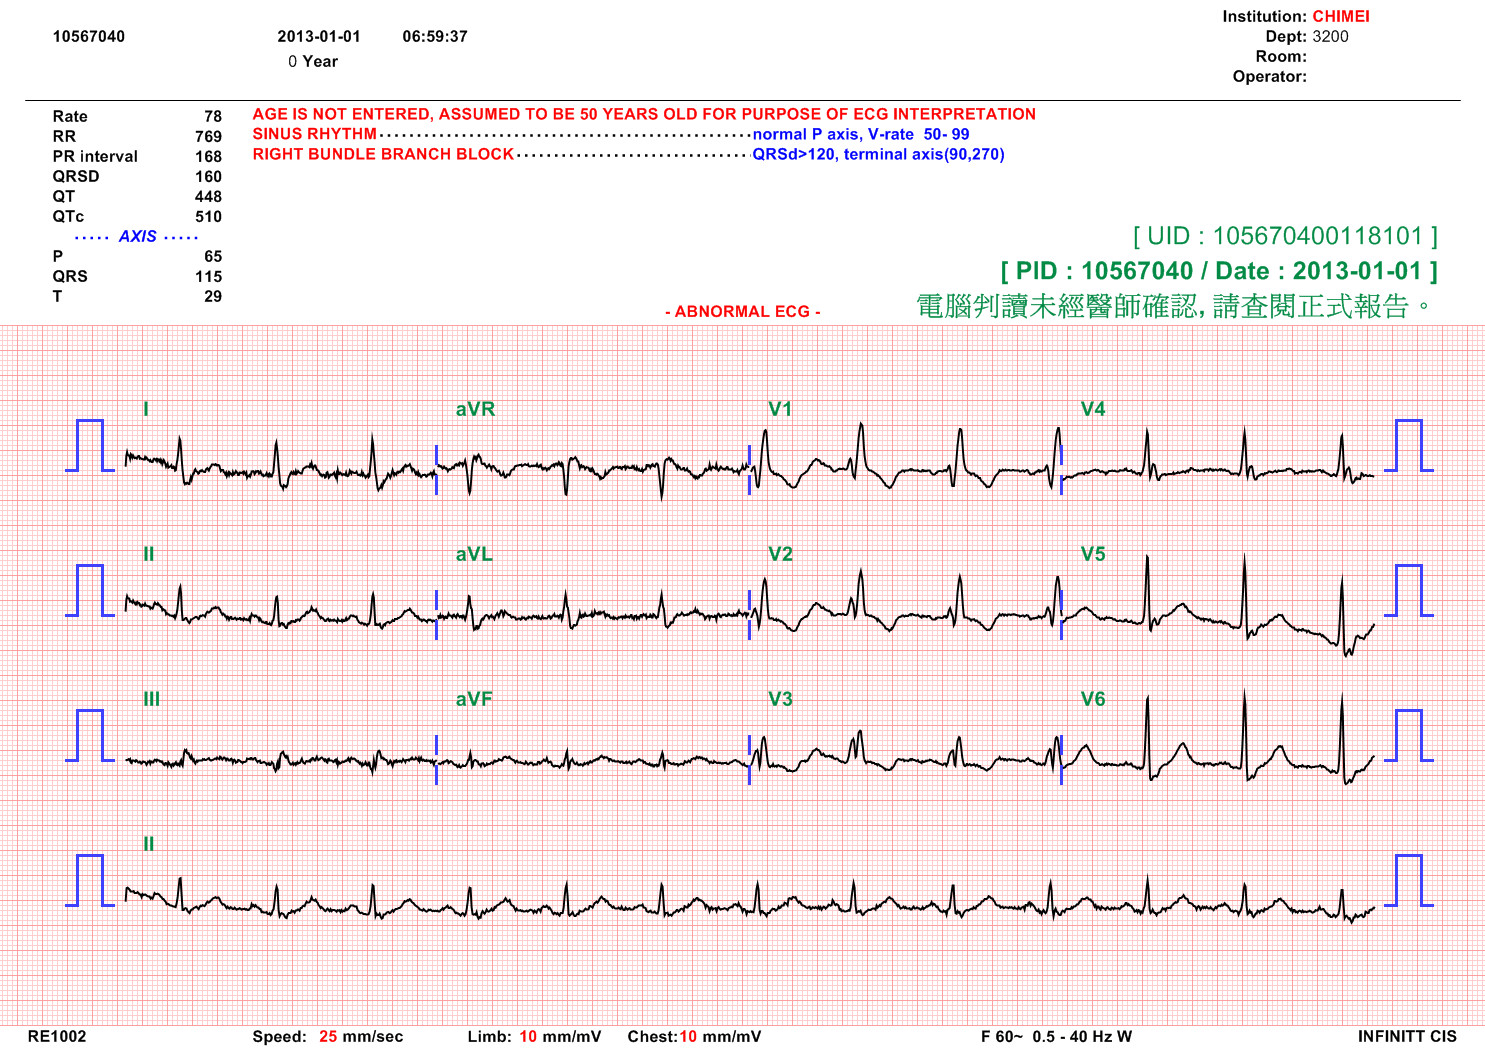 Institution: CHIMEI
10567040 2013-01-01 06:59:37 Dept: 3200
0 Year Room:
Operator:
Rate 78 AGE IS NOT ENTERED, ASSUMED TO BE 50 YEARS OLD FOR PURPOSE OF ECG INTERPRETATION
RR 769 SINUS RHYTHM normal P axis, V-rate 50- 99
PR interval 168 RIGHT BUNDLE BRANCH BLOCK QRSd>120, terminal axis(90,270)
QRSD 160
QT 448
QTc 510
..... AXIS .....
P 65
QRS 115
T 29
[ UID : 105670400118101 ]
[ PID : 10567040 / Date : 2013-01-01 ]
電腦判讀未經醫師確認, 請查閱正式報告。
- ABNORMAL ECG -
I aVR V1 V4
II aVL V2 V5
III aVF V3 V6
II
RE1002 Speed: 25 mm/sec Limb: 10 mm/mV Chest:10 mm/mV F 60~ 0.5 - 40 Hz W INFINITT CIS